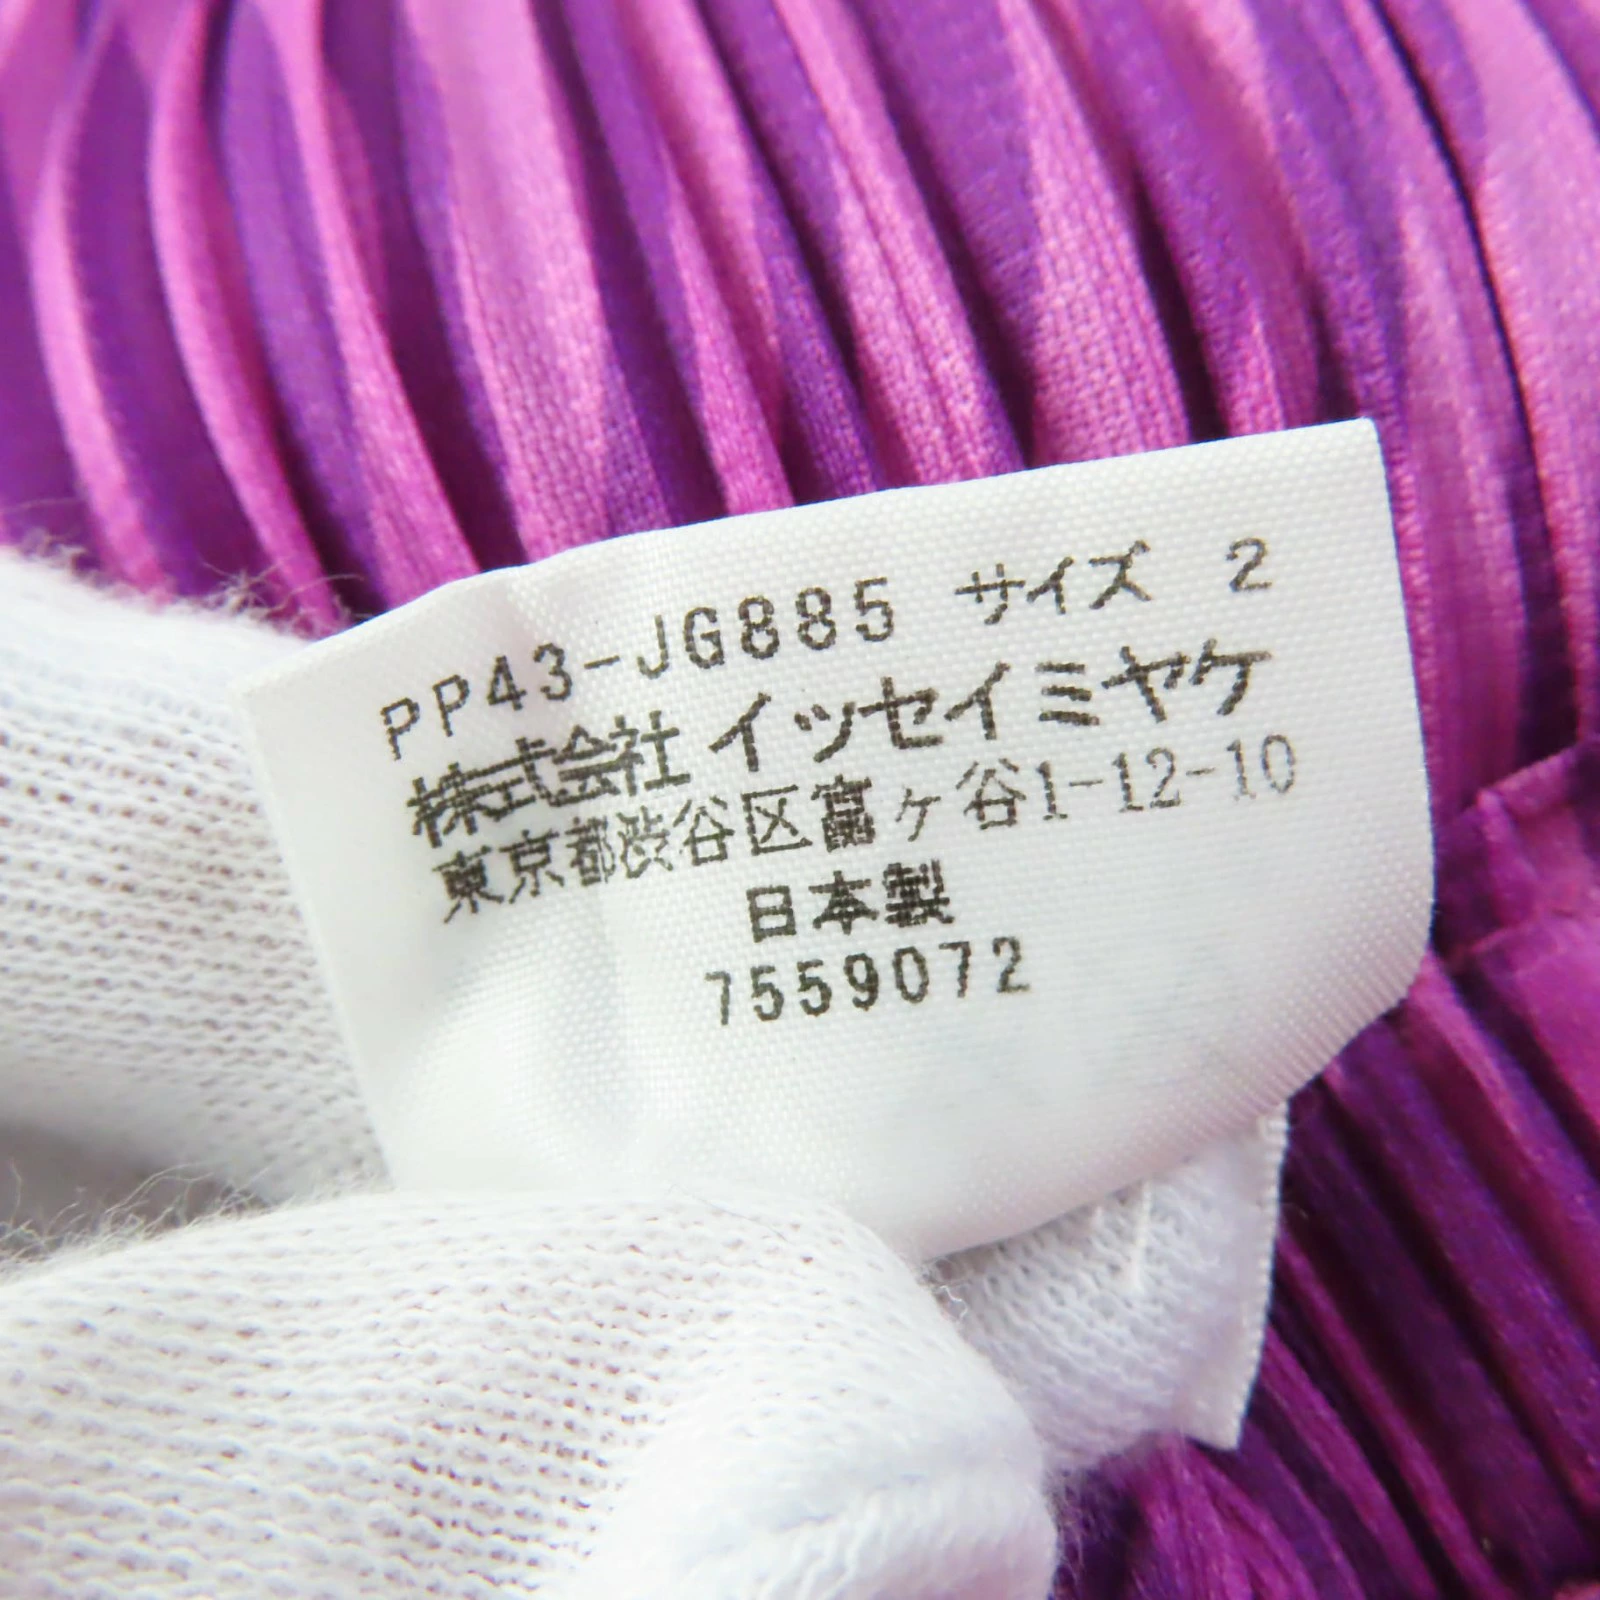 PP43-JG885 サイズ 2
株式会社 イッセイミヤケ
東京都渋谷区富ヶ谷1-12-10
日本製
7559072